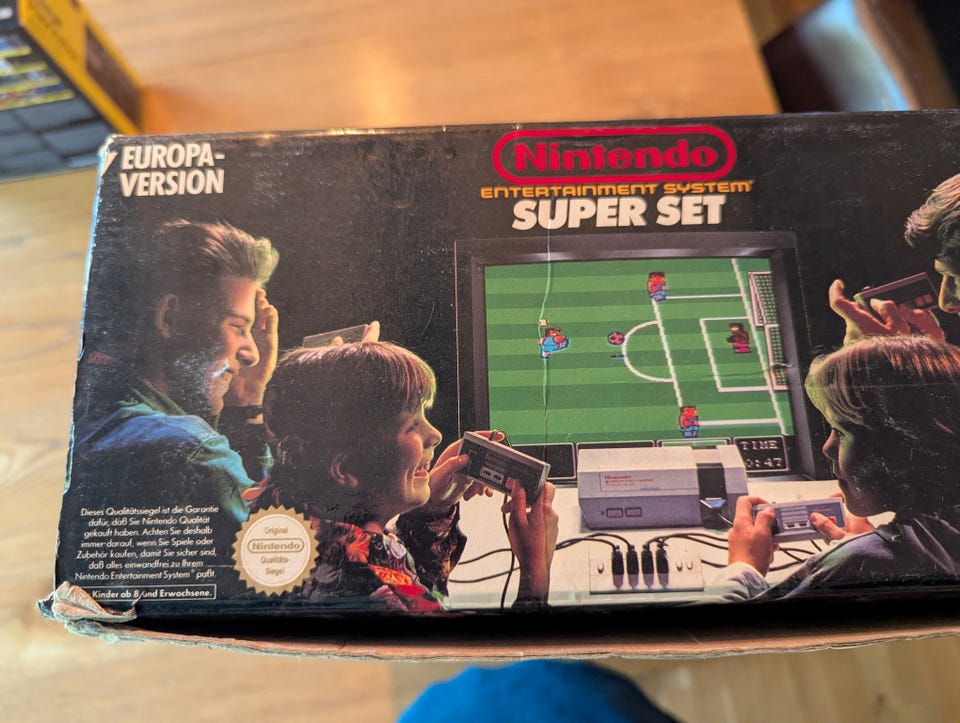 EUROPA-
VERSION
Nintendo
ENTERTAINMENT SYSTEM
SUPER SET
TIME
:47
Nintendo
Dieses Qualitätssiegel ist die Garantie
dafür, daß Sie Nintendo Qualität
gekauft haben. Achten Sie deshalb
immer darauf, wenn Sie Spiele oder
Zubehör kaufen, damit Sie sicher sind,
daß alles einwandfrei zu Ihrem
Nintendo Entertainment System® paßt.
Kinder ab 8 und Erwachsene.
Original
Nintendo
Qualitäts-
Siegel